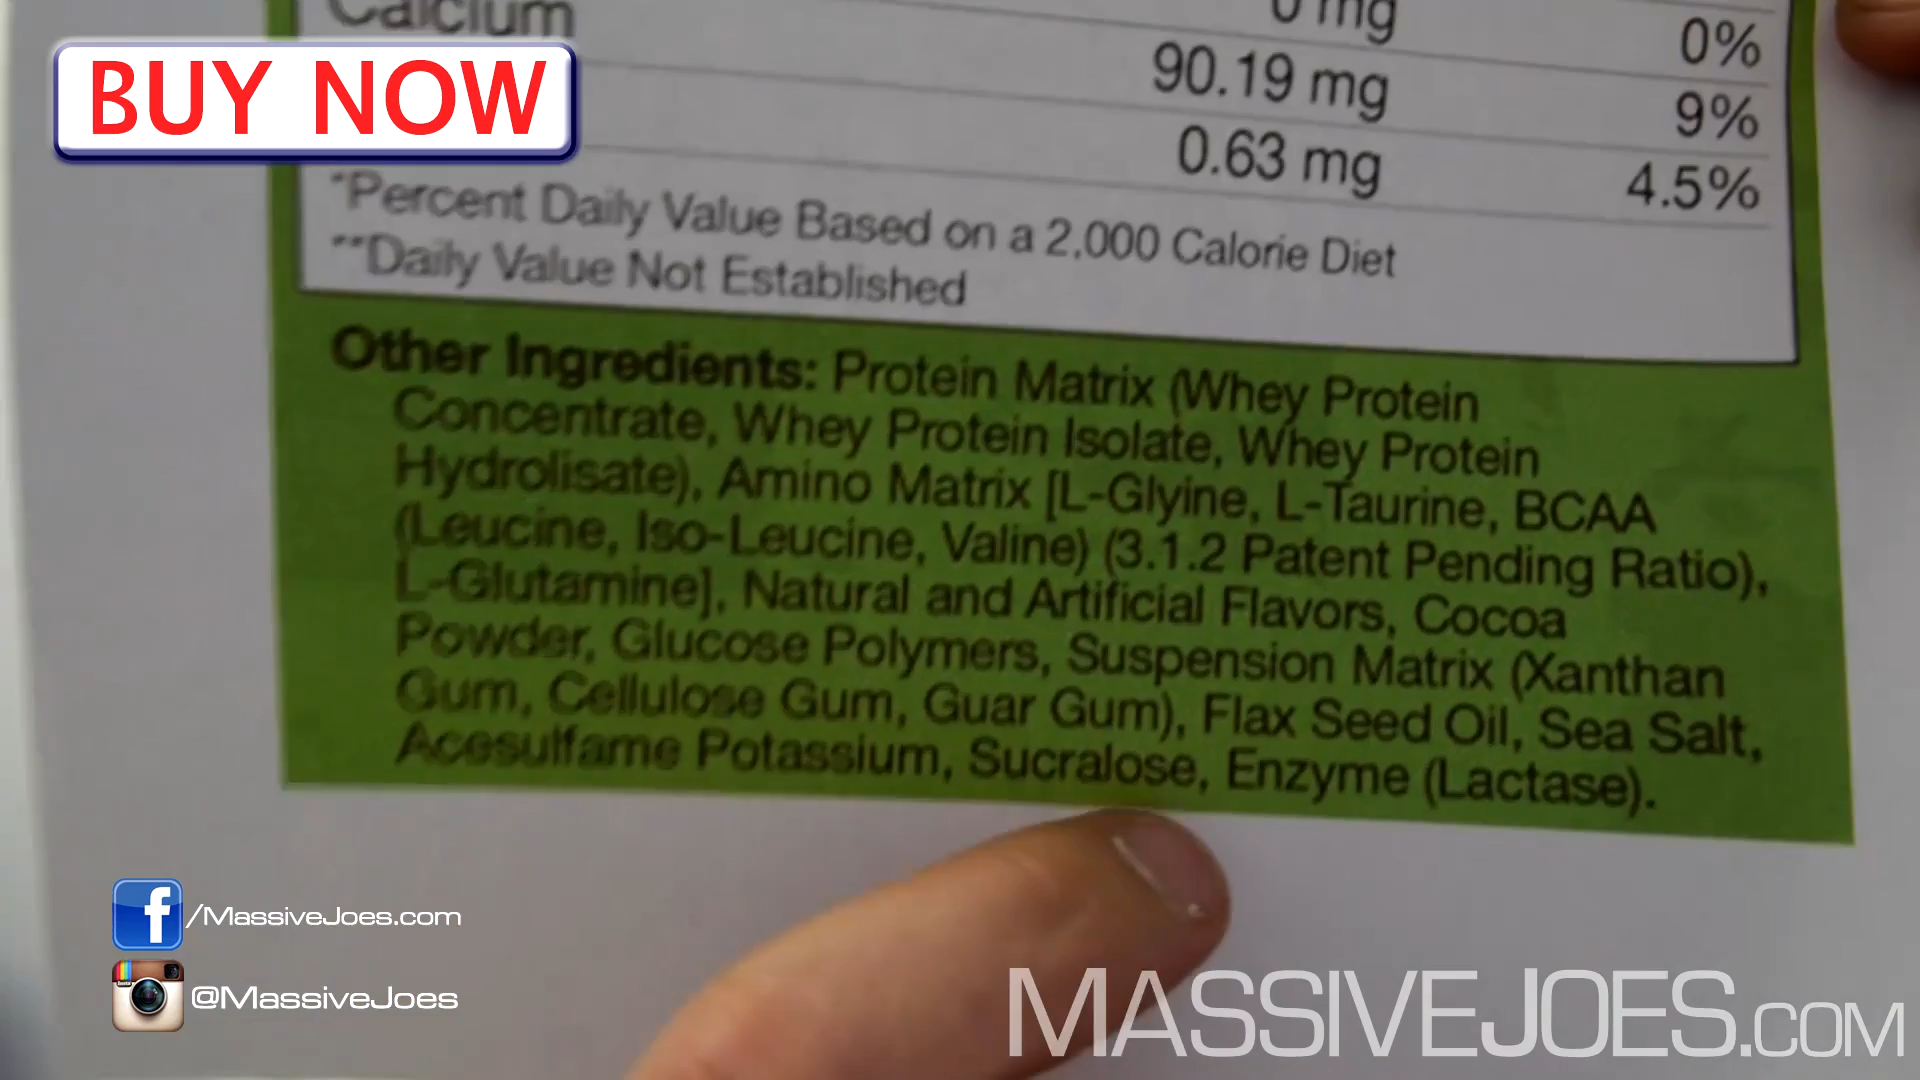 Calcium
0 mg
0%
BUY NOW
90.19 mg
9%
0.63 mg
4.5%
*Percent Daily Value Based on a 2,000 Calorie Diet
**Daily Value Not Established
Other Ingredients: Protein Matrix (Whey Protein
Concentrate, Whey Protein Isolate, Whey Protein
Hydrolisate), Amino Matrix [L-Glyine, L-Taurine, BCAA
(Leucine, Iso-Leucine, Valine) (3.1.2 Patent Pending Ratio),
L-Glutamine], Natural and Artificial Flavors, Cocoa
Powder, Glucose Polymers, Suspension Matrix (Xanthan
Gum, Cellulose Gum, Guar Gum), Flax Seed Oil, Sea Salt,
Acesulfame Potassium, Sucralose, Enzyme (Lactase).
f /MassiveJoes.com
@MassiveJoes
MASSIVEJOES.COM